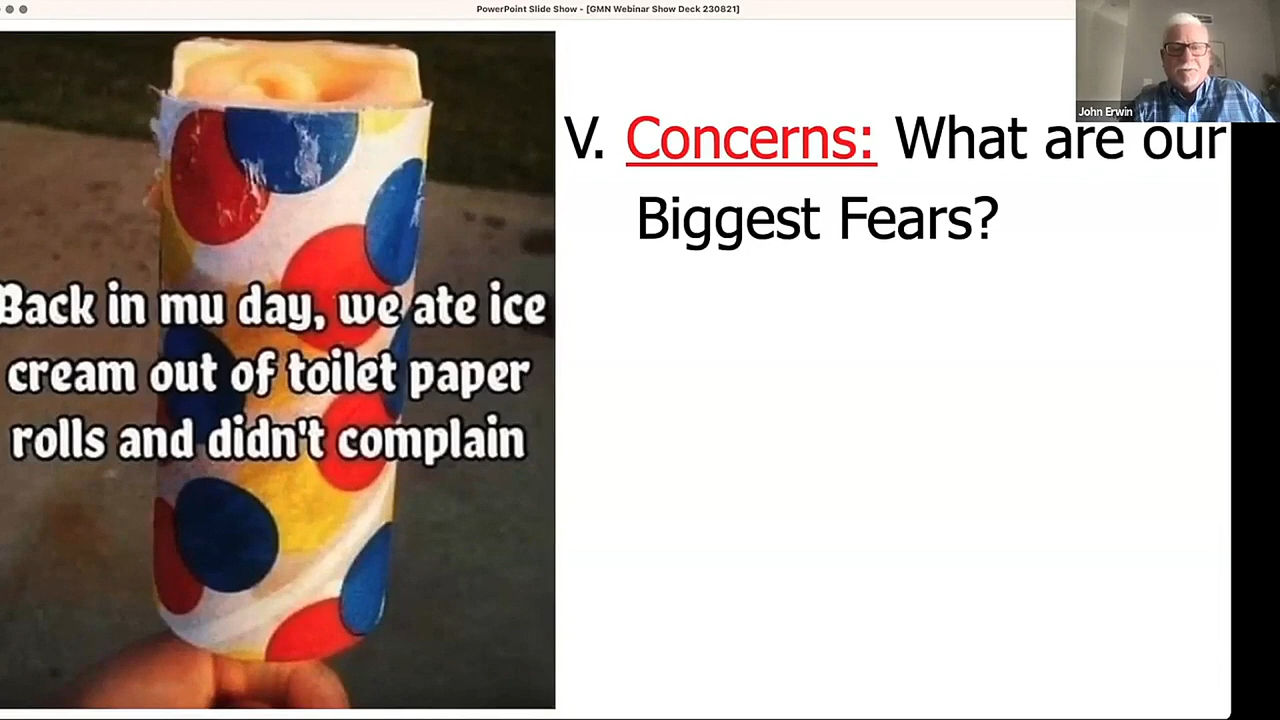 PowerPoint Slide Show - [GMN Webinar Show Deck 230821]
John Erwin
V. Concerns: What are our
Biggest Fears?
Back in mu day, we ate ice
cream out of toilet paper
rolls and didn't complain